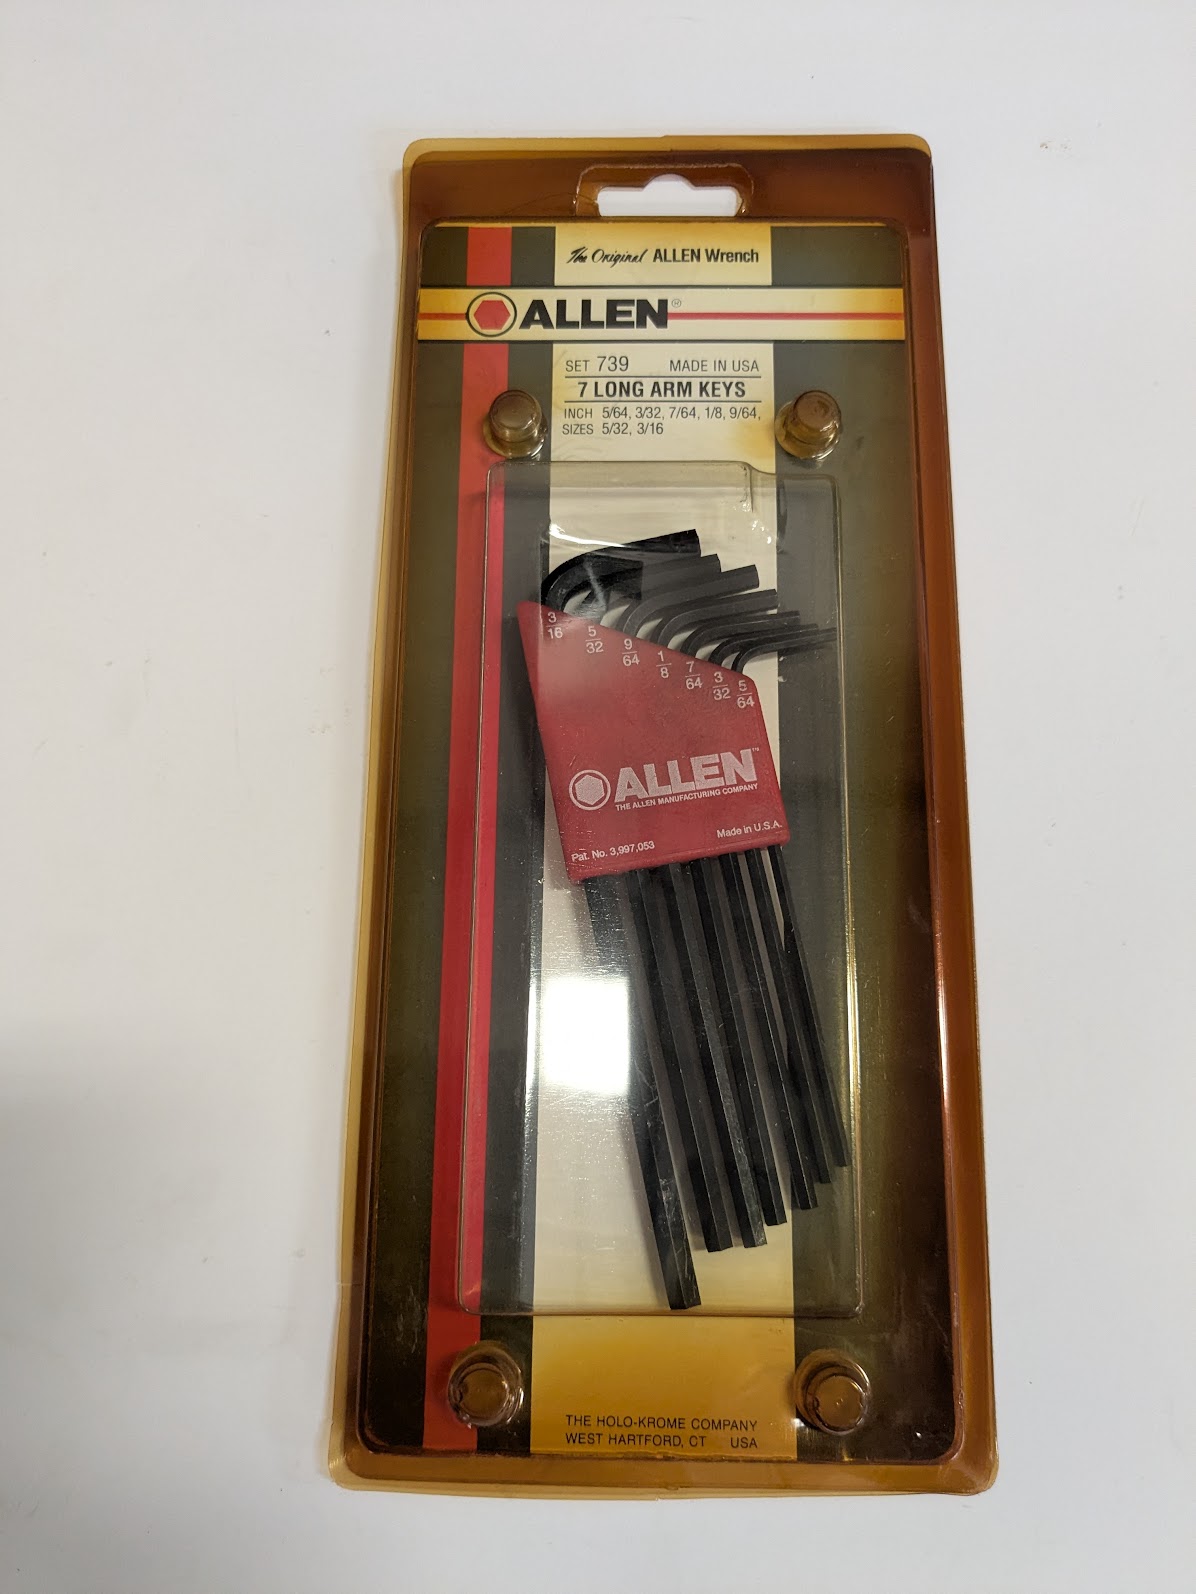 The Original ALLEN Wrench
ALLEN®
SET 739 MADE IN USA
7 LONG ARM KEYS
INCH 5/64, 3/32, 7/64, 1/8, 9/64,
SIZES 5/32, 3/16
3/16 5/32 9/64 1/8 7/64 3/32 5/64
ALLEN™
THE ALLEN MANUFACTURING COMPANY
Pat. No. 3,997,053 Made in U.S.A.
THE HOLO-KROME COMPANY
WEST HARTFORD, CT USA